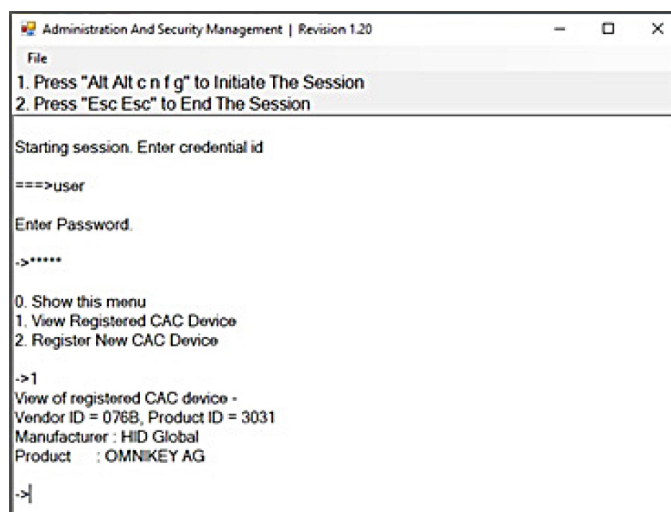 Administration And Security Management | Revision 1.20
File
1. Press "Alt Alt c n f g" to Initiate The Session
2. Press "Esc Esc" to End The Session
Starting session. Enter credential id
===>user
Enter Password.
->*****
0. Show this menu
1. View Registered CAC Device
2. Register New CAC Device
->1
View of registered CAC device -
Vendor ID = 076B, Product ID = 3031
Manufacturer : HID Global
Product : OMNIKEY AG
->